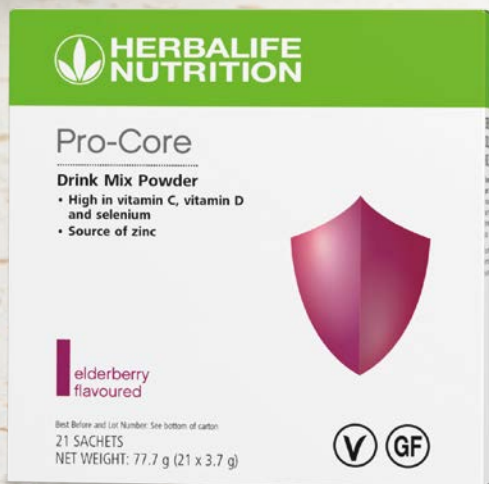 HERBALIFE
NUTRITION
Pro-Core
Drink Mix Powder
• High in vitamin C, vitamin D
and selenium
• Source of zinc
elderberry
flavoured
Best Before and Lot Number: See bottom of carton
21 SACHETS
NET WEIGHT: 77.7 g (21 x 3.7 g)
V GF